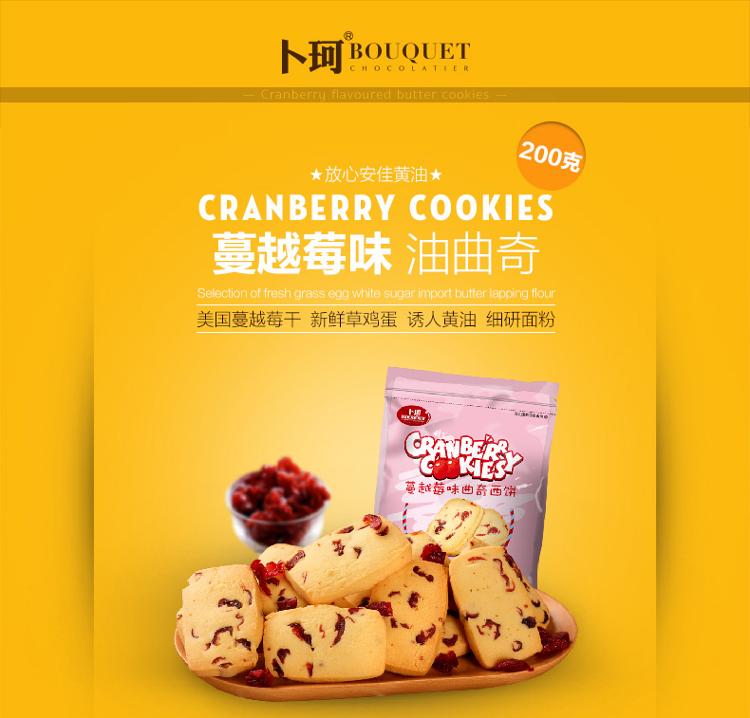 卜珂® BOUQUET
CHOCOLATIER
— Cranberry flavoured butter cookies —
200克
★放心安佳黄油★
CRANBERRY COOKIES
蔓越莓味 油曲奇
Selection of fresh grass egg white sugar import butter lapping flour
美国蔓越莓干 新鲜草鸡蛋 诱人黄油 细研面粉
卜珂
BOUQUET
CRANBERRY
COOKIES
蔓越莓味曲奇西饼